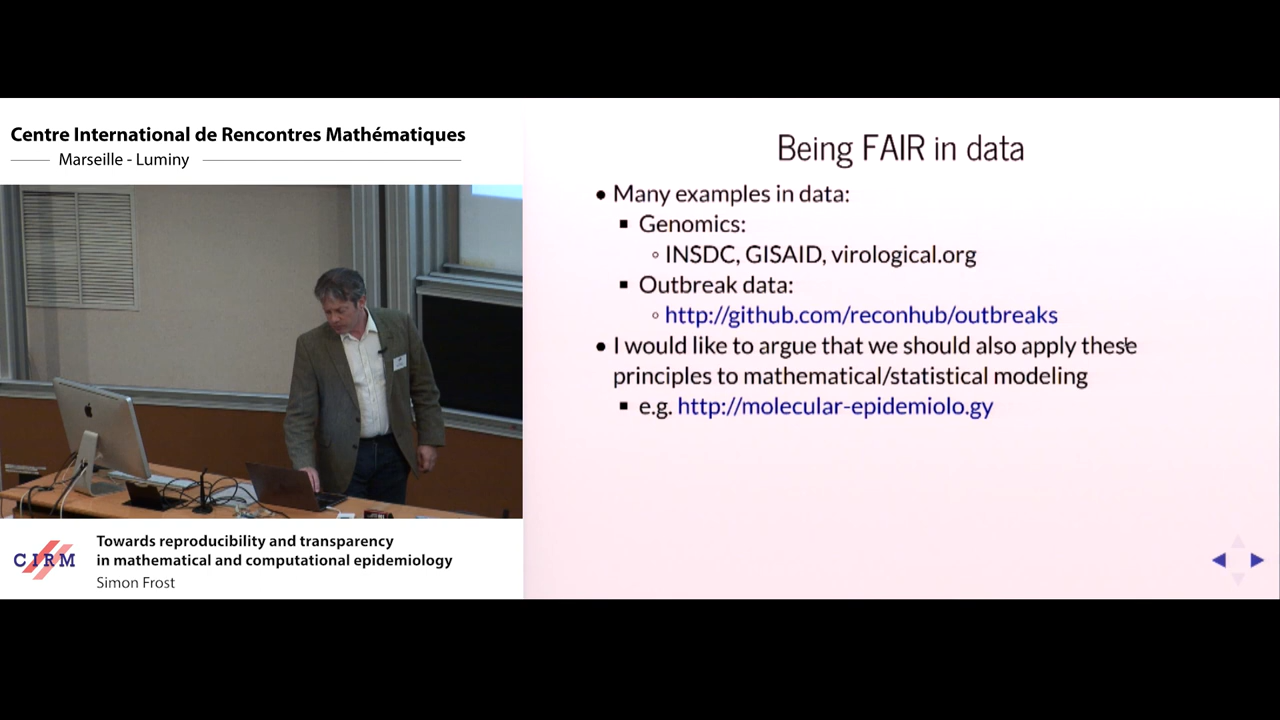 Centre International de Rencontres Mathématiques
Marseille - Luminy
Being FAIR in data
• Many examples in data:
▪ Genomics:
◦ INSDC, GISAID, virological.org
▪ Outbreak data:
◦ http://github.com/reconhub/outbreaks
• I would like to argue that we should also apply these
principles to mathematical/statistical modeling
▪ e.g. http://molecular-epidemiolo.gy
CIRM
Towards reproducibility and transparency
in mathematical and computational epidemiology
Simon Frost